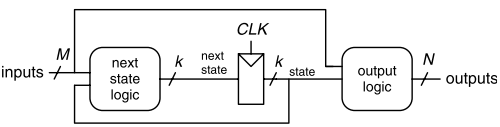 CLK
M
inputs
next
state
logic
k
next
state
k
state
output
logic
N
outputs